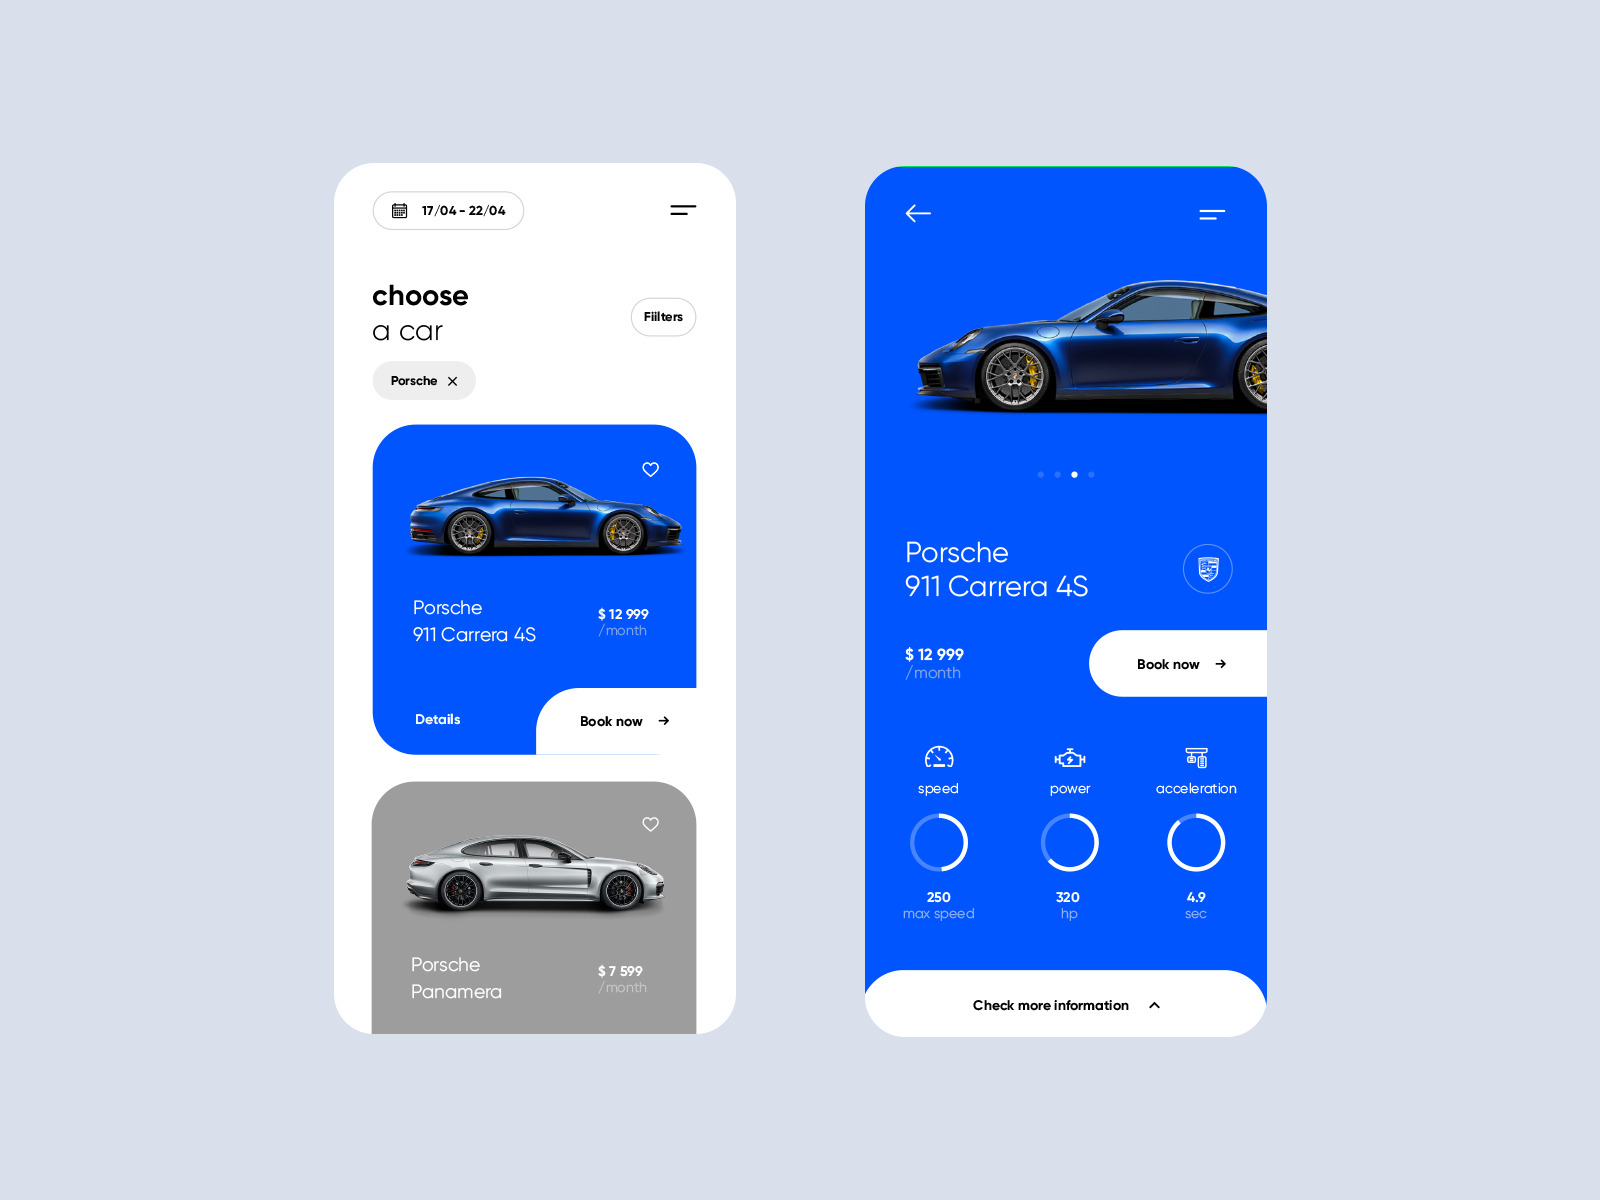 17/04 - 22/04
choose
a car
Fiilters
Porsche
Porsche
911 Carrera 4S
$ 12 999
/month
Details
Book now
Porsche
Panamera
$ 7 599
/month
Porsche
911 Carrera 4S
$ 12 999
/month
Book now
speed
power
acceleration
250
max speed
320
hp
4.9
sec
Check more information